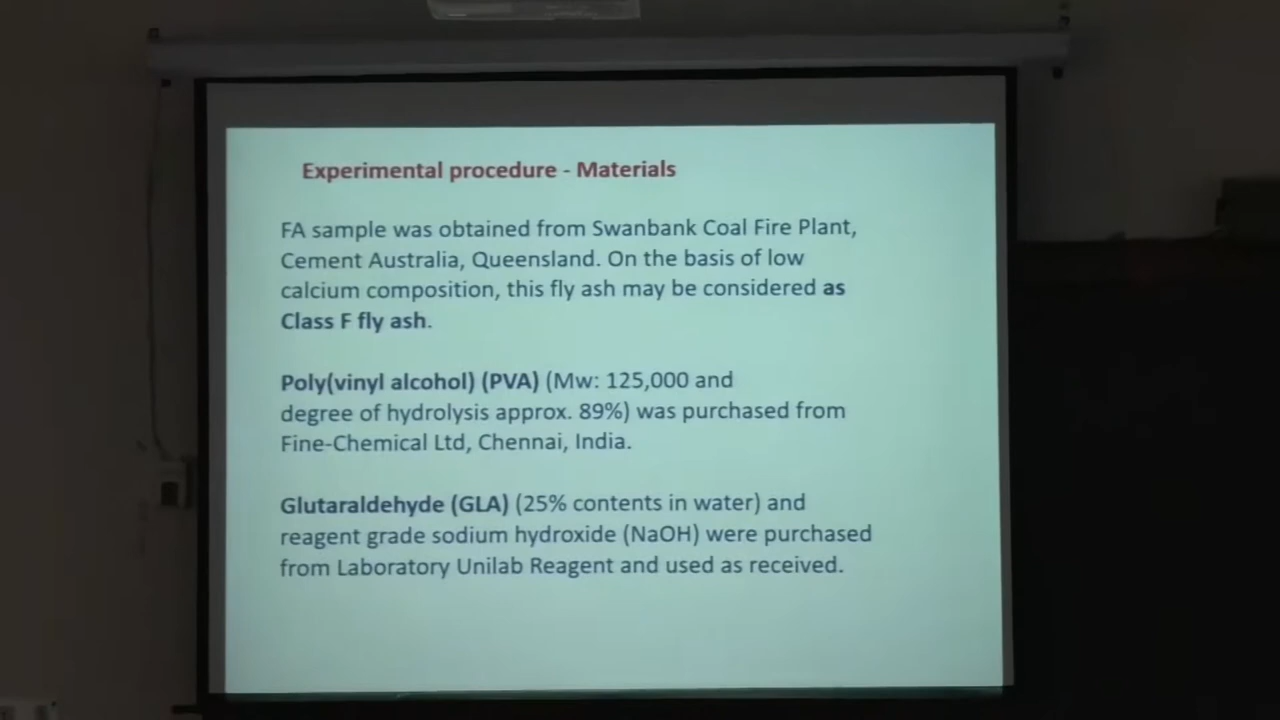 Experimental procedure - Materials
FA sample was obtained from Swanbank Coal Fire Plant,
Cement Australia, Queensland. On the basis of low
calcium composition, this fly ash may be considered as
Class F fly ash.
Poly(vinyl alcohol) (PVA) (Mw: 125,000 and
degree of hydrolysis approx. 89%) was purchased from
Fine-Chemical Ltd, Chennai, India.
Glutaraldehyde (GLA) (25% contents in water) and
reagent grade sodium hydroxide (NaOH) were purchased
from Laboratory Unilab Reagent and used as received.